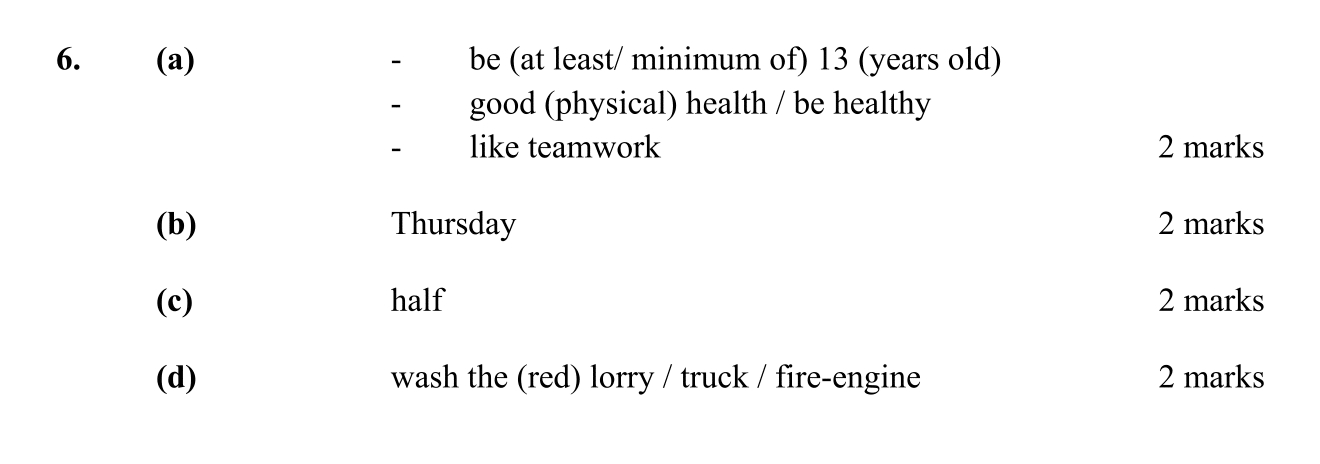 6. (a) - be (at least/ minimum of) 13 (years old)
- good (physical) health / be healthy
- like teamwork 2 marks
(b) Thursday 2 marks
(c) half 2 marks
(d) wash the (red) lorry / truck / fire-engine 2 marks